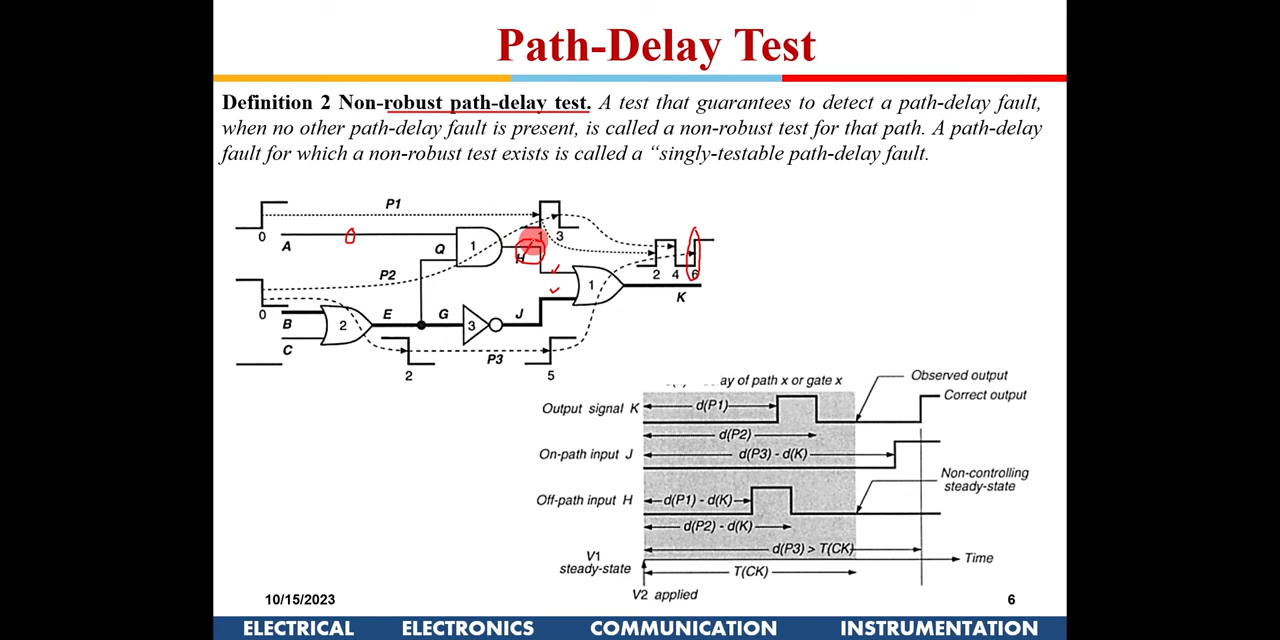 Path-Delay Test
Definition 2 Non-robust path-delay test. A test that guarantees to detect a path-delay fault,
when no other path-delay fault is present, is called a non-robust test for that path. A path-delay
fault for which a non-robust test exists is called a “singly-testable path-delay fault.
P1
0
A
3
Q
1
H
P2
2 4 6
0
B
2
E
G
3
J
1
K
C
P3
2
5
ay of path x or gate x
Observed output
Correct output
Output signal K
d(P1)
d(P2)
On-path input J
d(P3) - d(K)
Non-controlling
steady-state
Off-path input H
d(P1) - d(K)
d(P2) - d(K)
d(P3) > T(CK)
V1
steady-state
Time
T(CK)
V2 applied
10/15/2023
6
ELECTRICAL ELECTRONICS COMMUNICATION INSTRUMENTATION